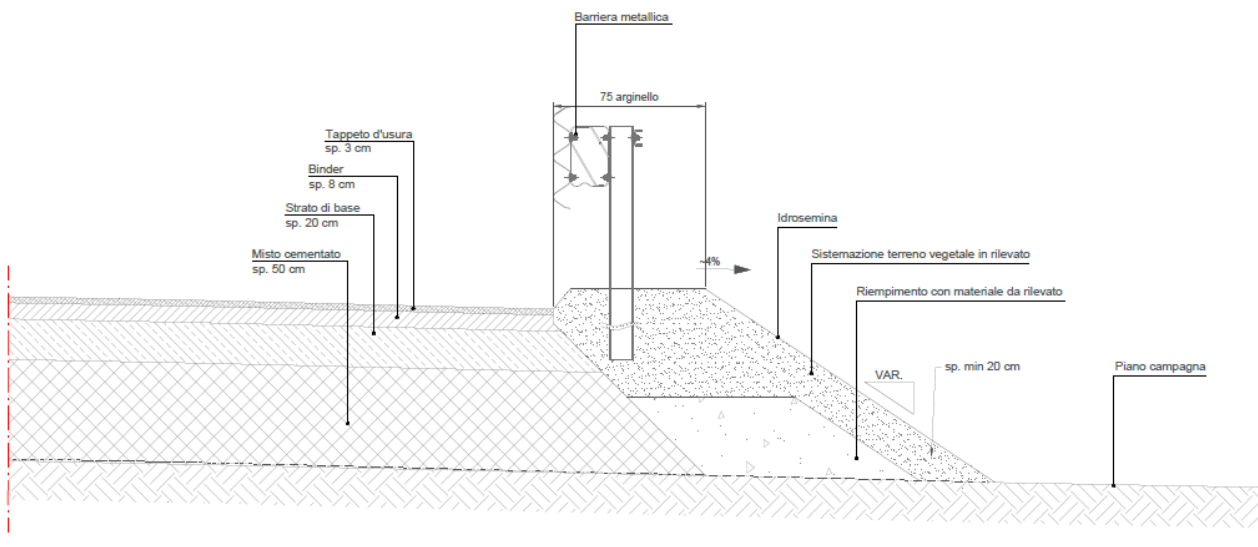 Barriera metallica
75 arginello
Tappeto d'usura
sp. 3 cm
Binder
sp. 8 cm
Strato di base
sp. 20 cm
Misto cementato
sp. 50 cm
Idrosemina
~4%
Sistemazione terreno vegetale in rilevato
Riempimento con materiale da rilevato
VAR.
sp. min 20 cm
Piano campagna